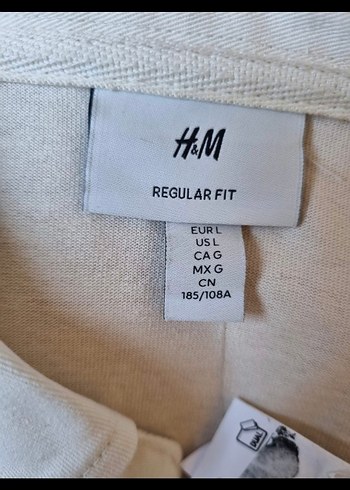 H&M
REGULAR FIT
EUR L
US L
CA G
MX G
CN
185/108A